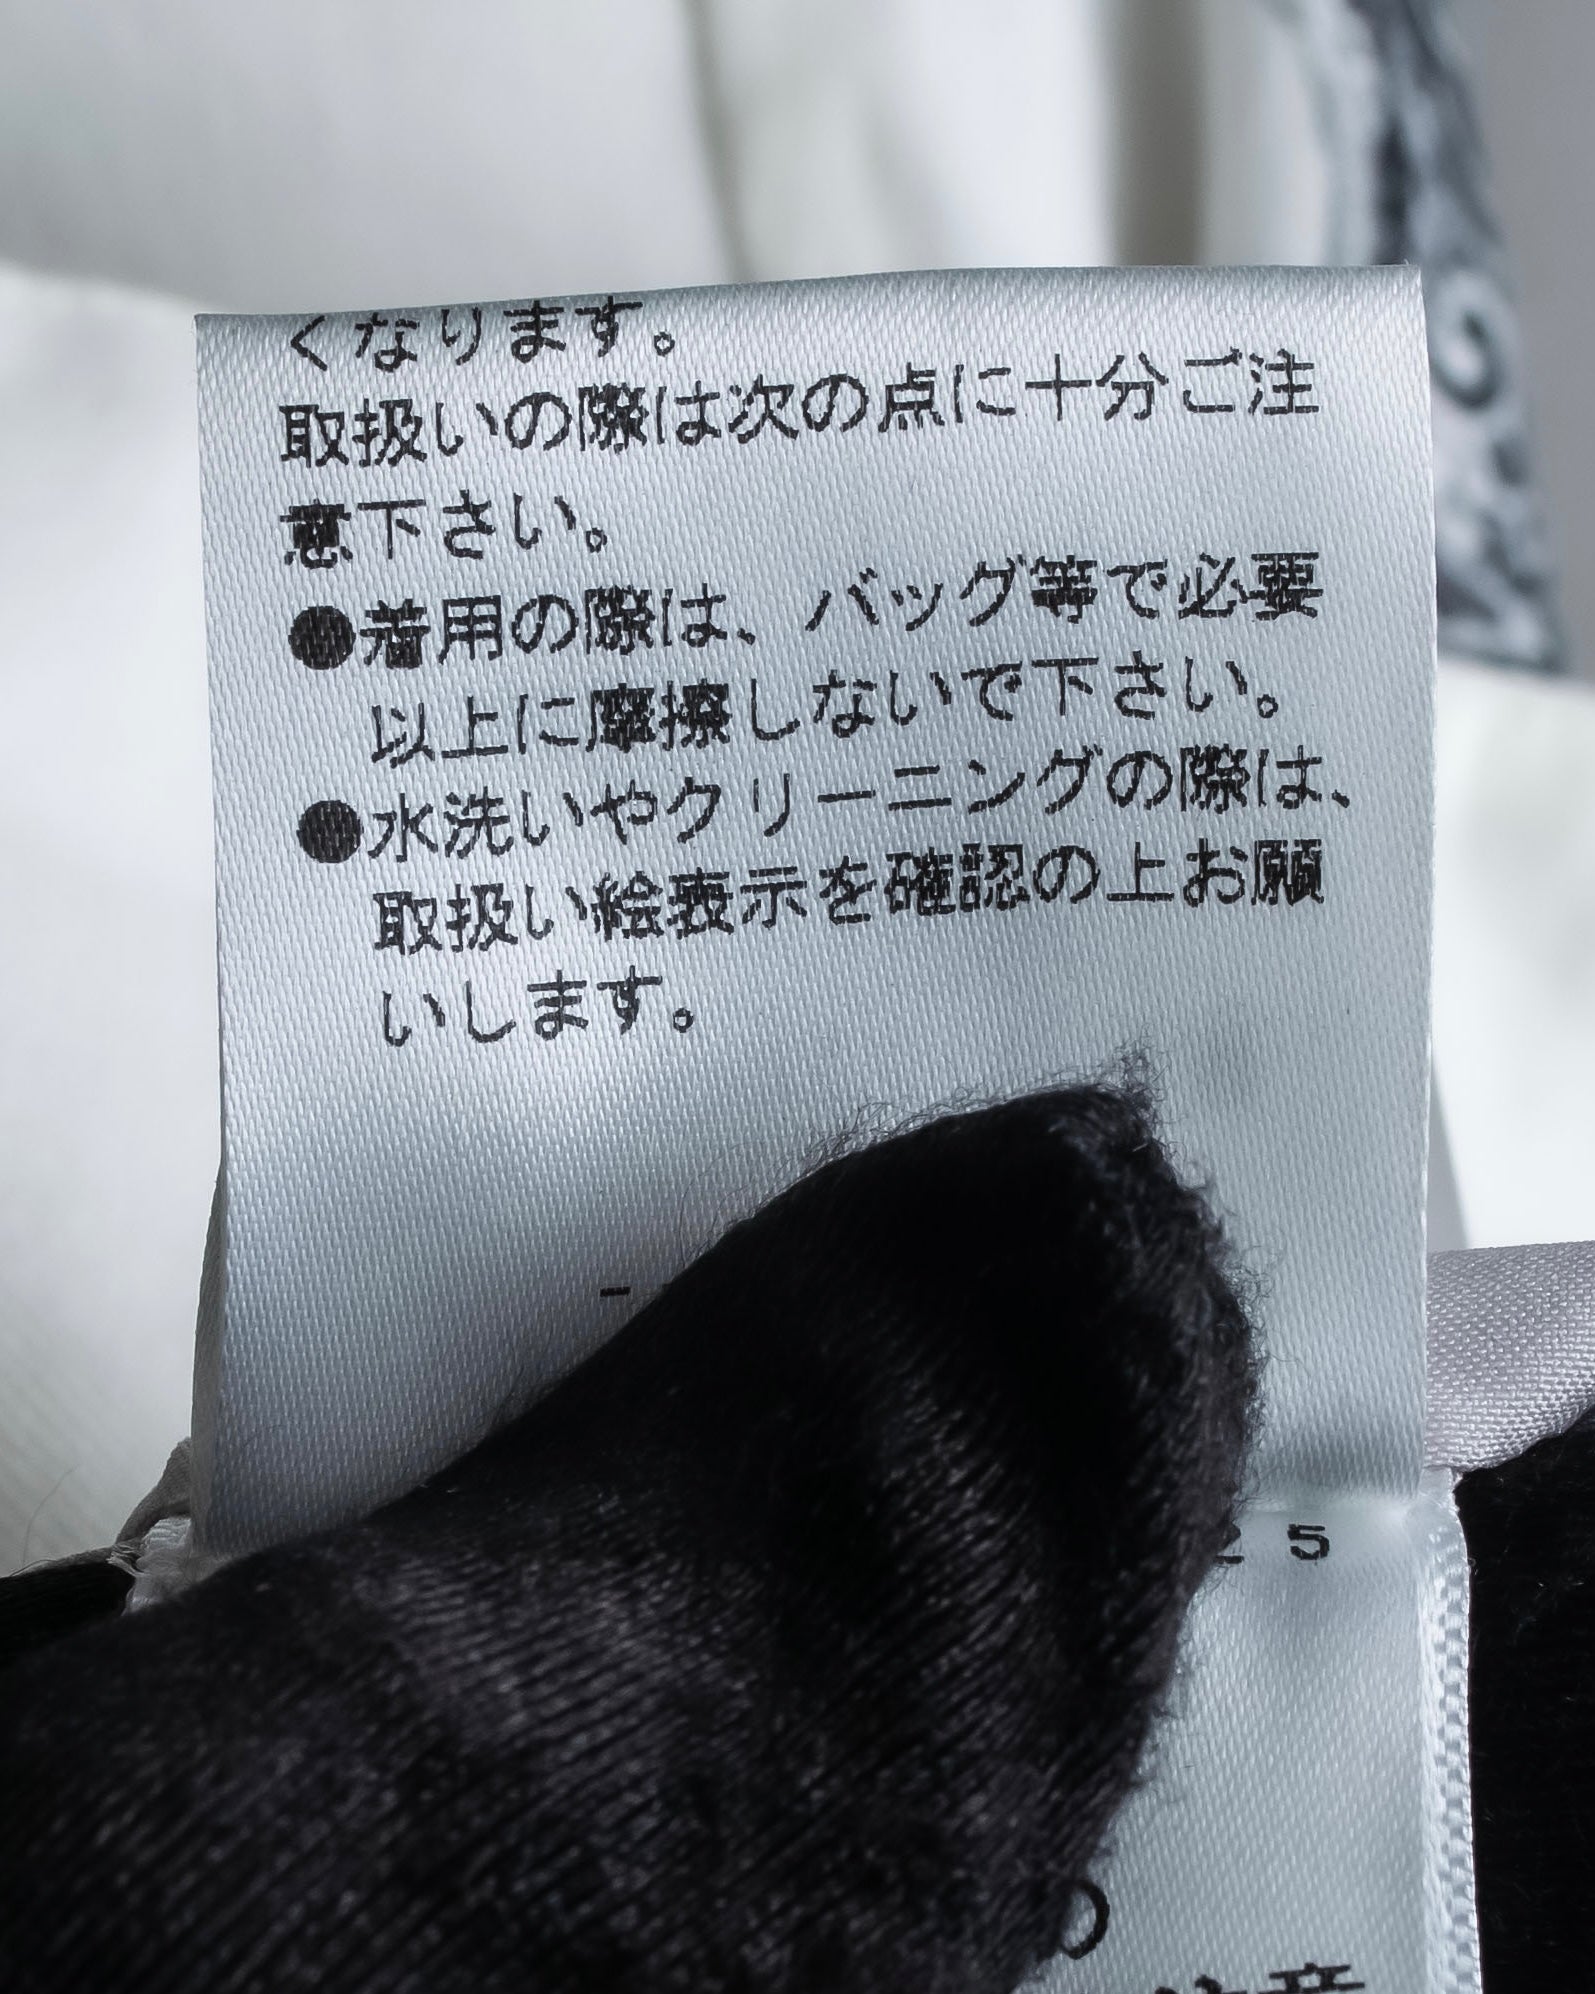 くなります。
取扱いの際は次の点に十分ご注
意下さい。
●着用の際は、バッグ等で必要
以上に摩擦しないで下さい。
●水洗いやクリーニングの際は、
取扱い絵表示を確認の上お願
いします。
-
5